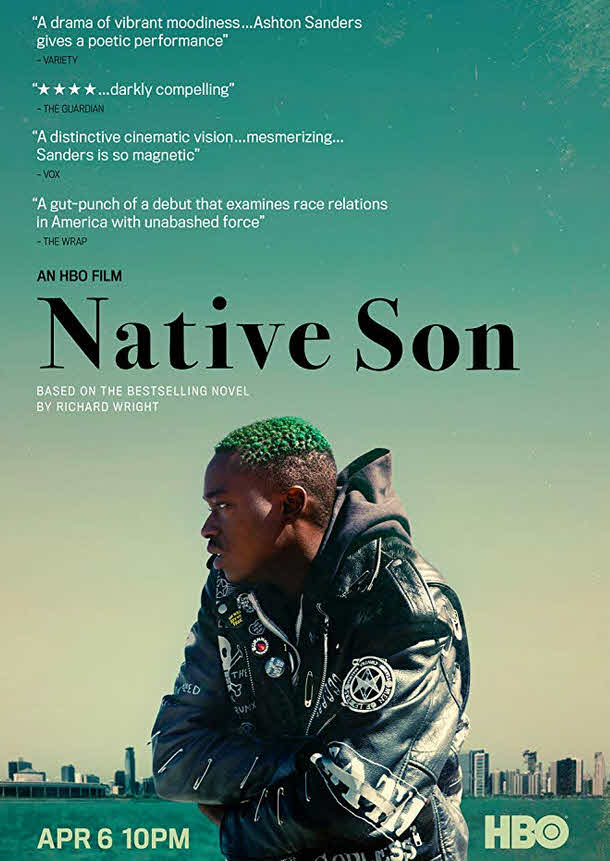 “A drama of vibrant moodiness...Ashton Sanders
gives a poetic performance”
- VARIETY
“★★★★...darkly compelling”
- THE GUARDIAN
“A distinctive cinematic vision...mesmerizing...
Sanders is so magnetic”
- VOX
“A gut-punch of a debut that examines race relations
in America with unabashed force”
- THE WRAP
AN HBO FILM
Native Son
BASED ON THE BESTSELLING NOVEL
BY RICHARD WRIGHT
THE
APR 6 10PM
HBO